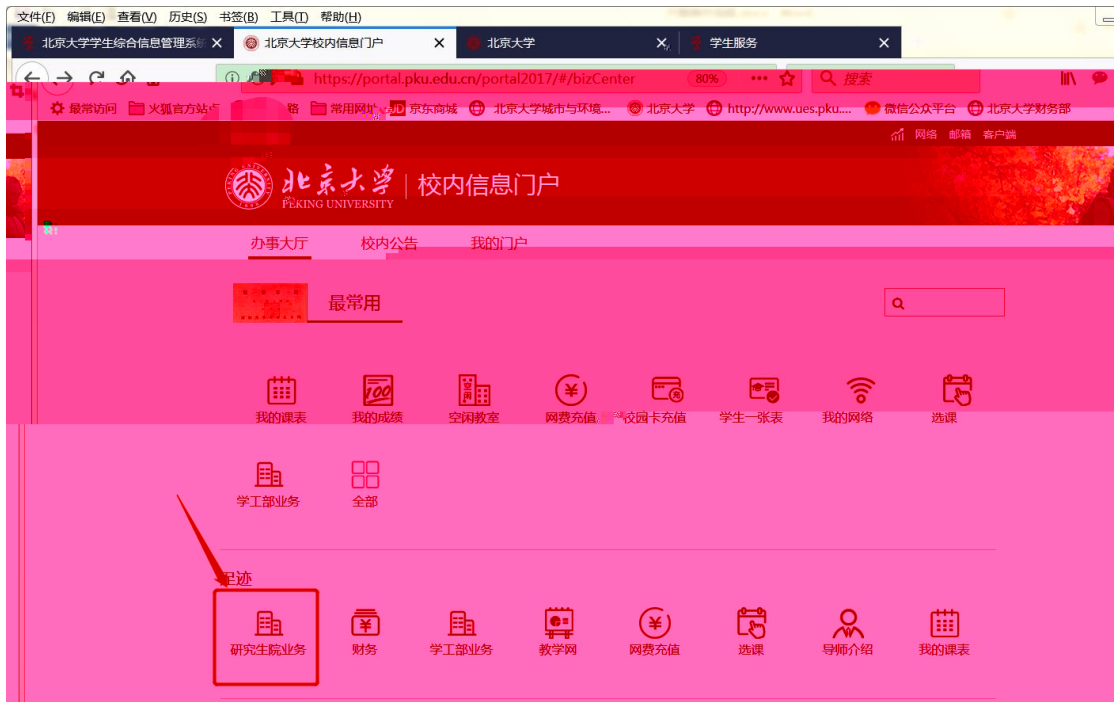 文件(F) 编辑(E) 查看(V) 历史(S) 书签(B) 工具(T) 帮助(H)
北京大学学生综合信息管理系统 北京大学校内信息门户 北京大学 学生服务
https://portal.pku.edu.cn/portal2017/#/bizCenter 80% 搜索
最常访问 火狐官方站点 常用网址 JD 京东商城 北京大学城市与环境... 北京大学 http://www.ues.pku.... 微信公众平台 北京大学财务部
网络 邮箱 客户端
北京大学 校内信息门户
PEKING UNIVERSITY
办事大厅 校内公告 我的门户
最常用
100 空闲
我的课表 我的成绩 空闲教室 网费充值 校园卡充值 学生一张表 我的网络 选课
学工部业务 全部
足迹
研究生院业务 财务 学工部业务 教学网 网费充值 选课 导师介绍 我的课表